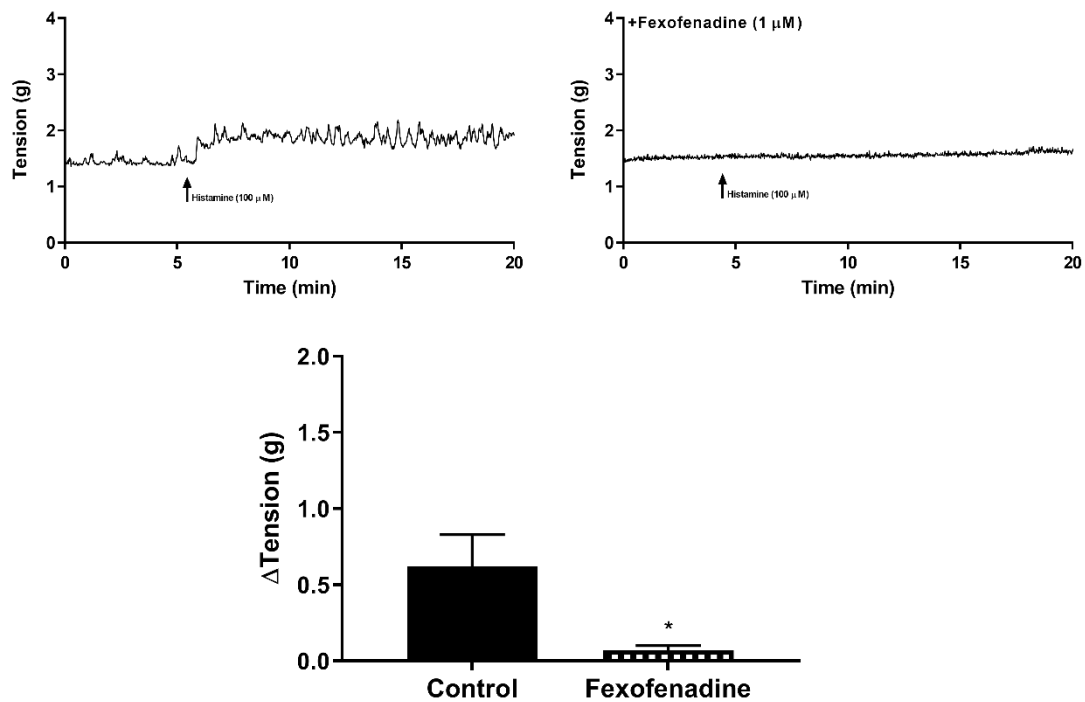 4
3
2
1
0
Tension (g)
Histamine (100 μM)
0 5 10 15 20
Time (min)
+Fexofenadine (1 μM)
4
3
2
1
0
Tension (g)
Histamine (100 μM)
0 5 10 15 20
Time (min)
2.0
1.5
1.0
0.5
0.0
ΔTension (g)
*
Control Fexofenadine